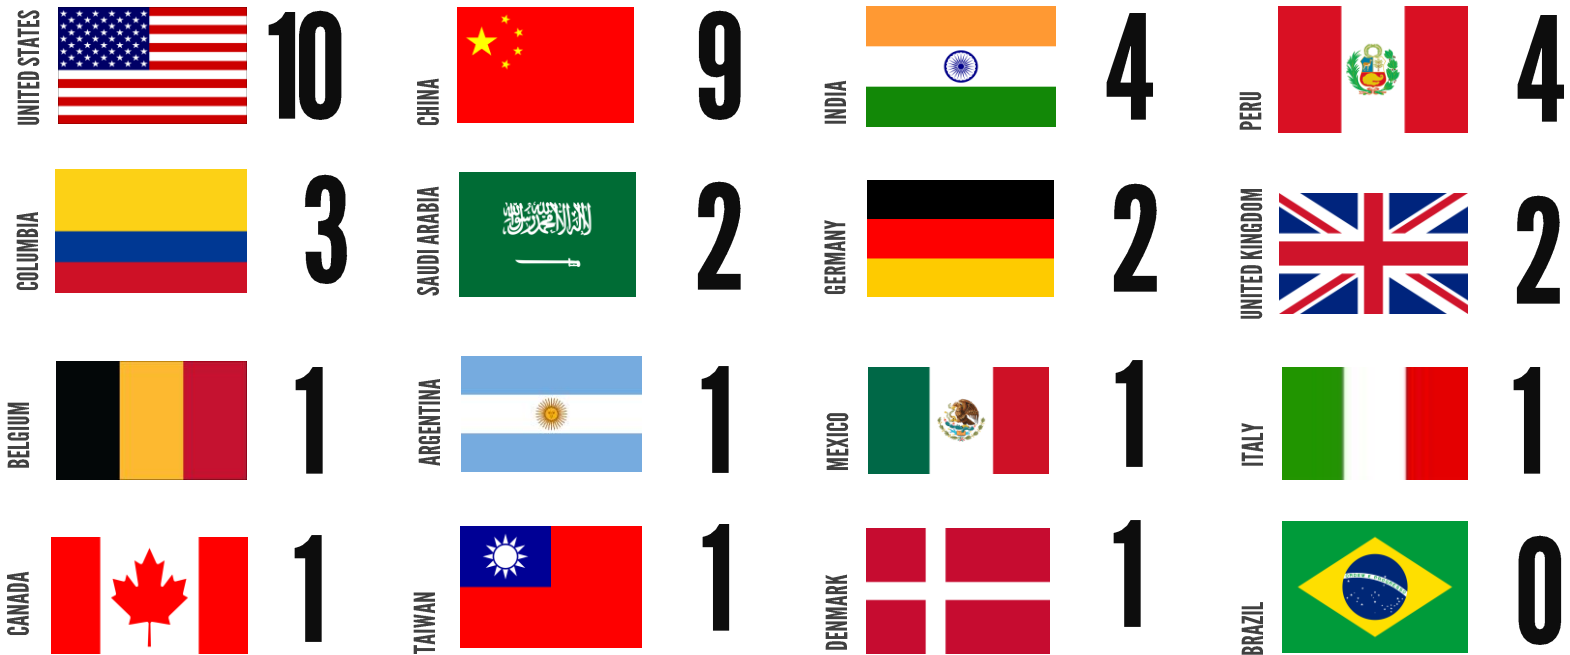 UNITED STATES 10
CHINA 9
INDIA 4
PERU 4
COLUMBIA 3
SAUDI ARABIA 2
GERMANY 2
UNITED KINGDOM 2
BELGIUM 1
ARGENTINA 1
MEXICO 1
ITALY 1
CANADA 1
TAIWAN 1
DENMARK 1
BRAZIL 0